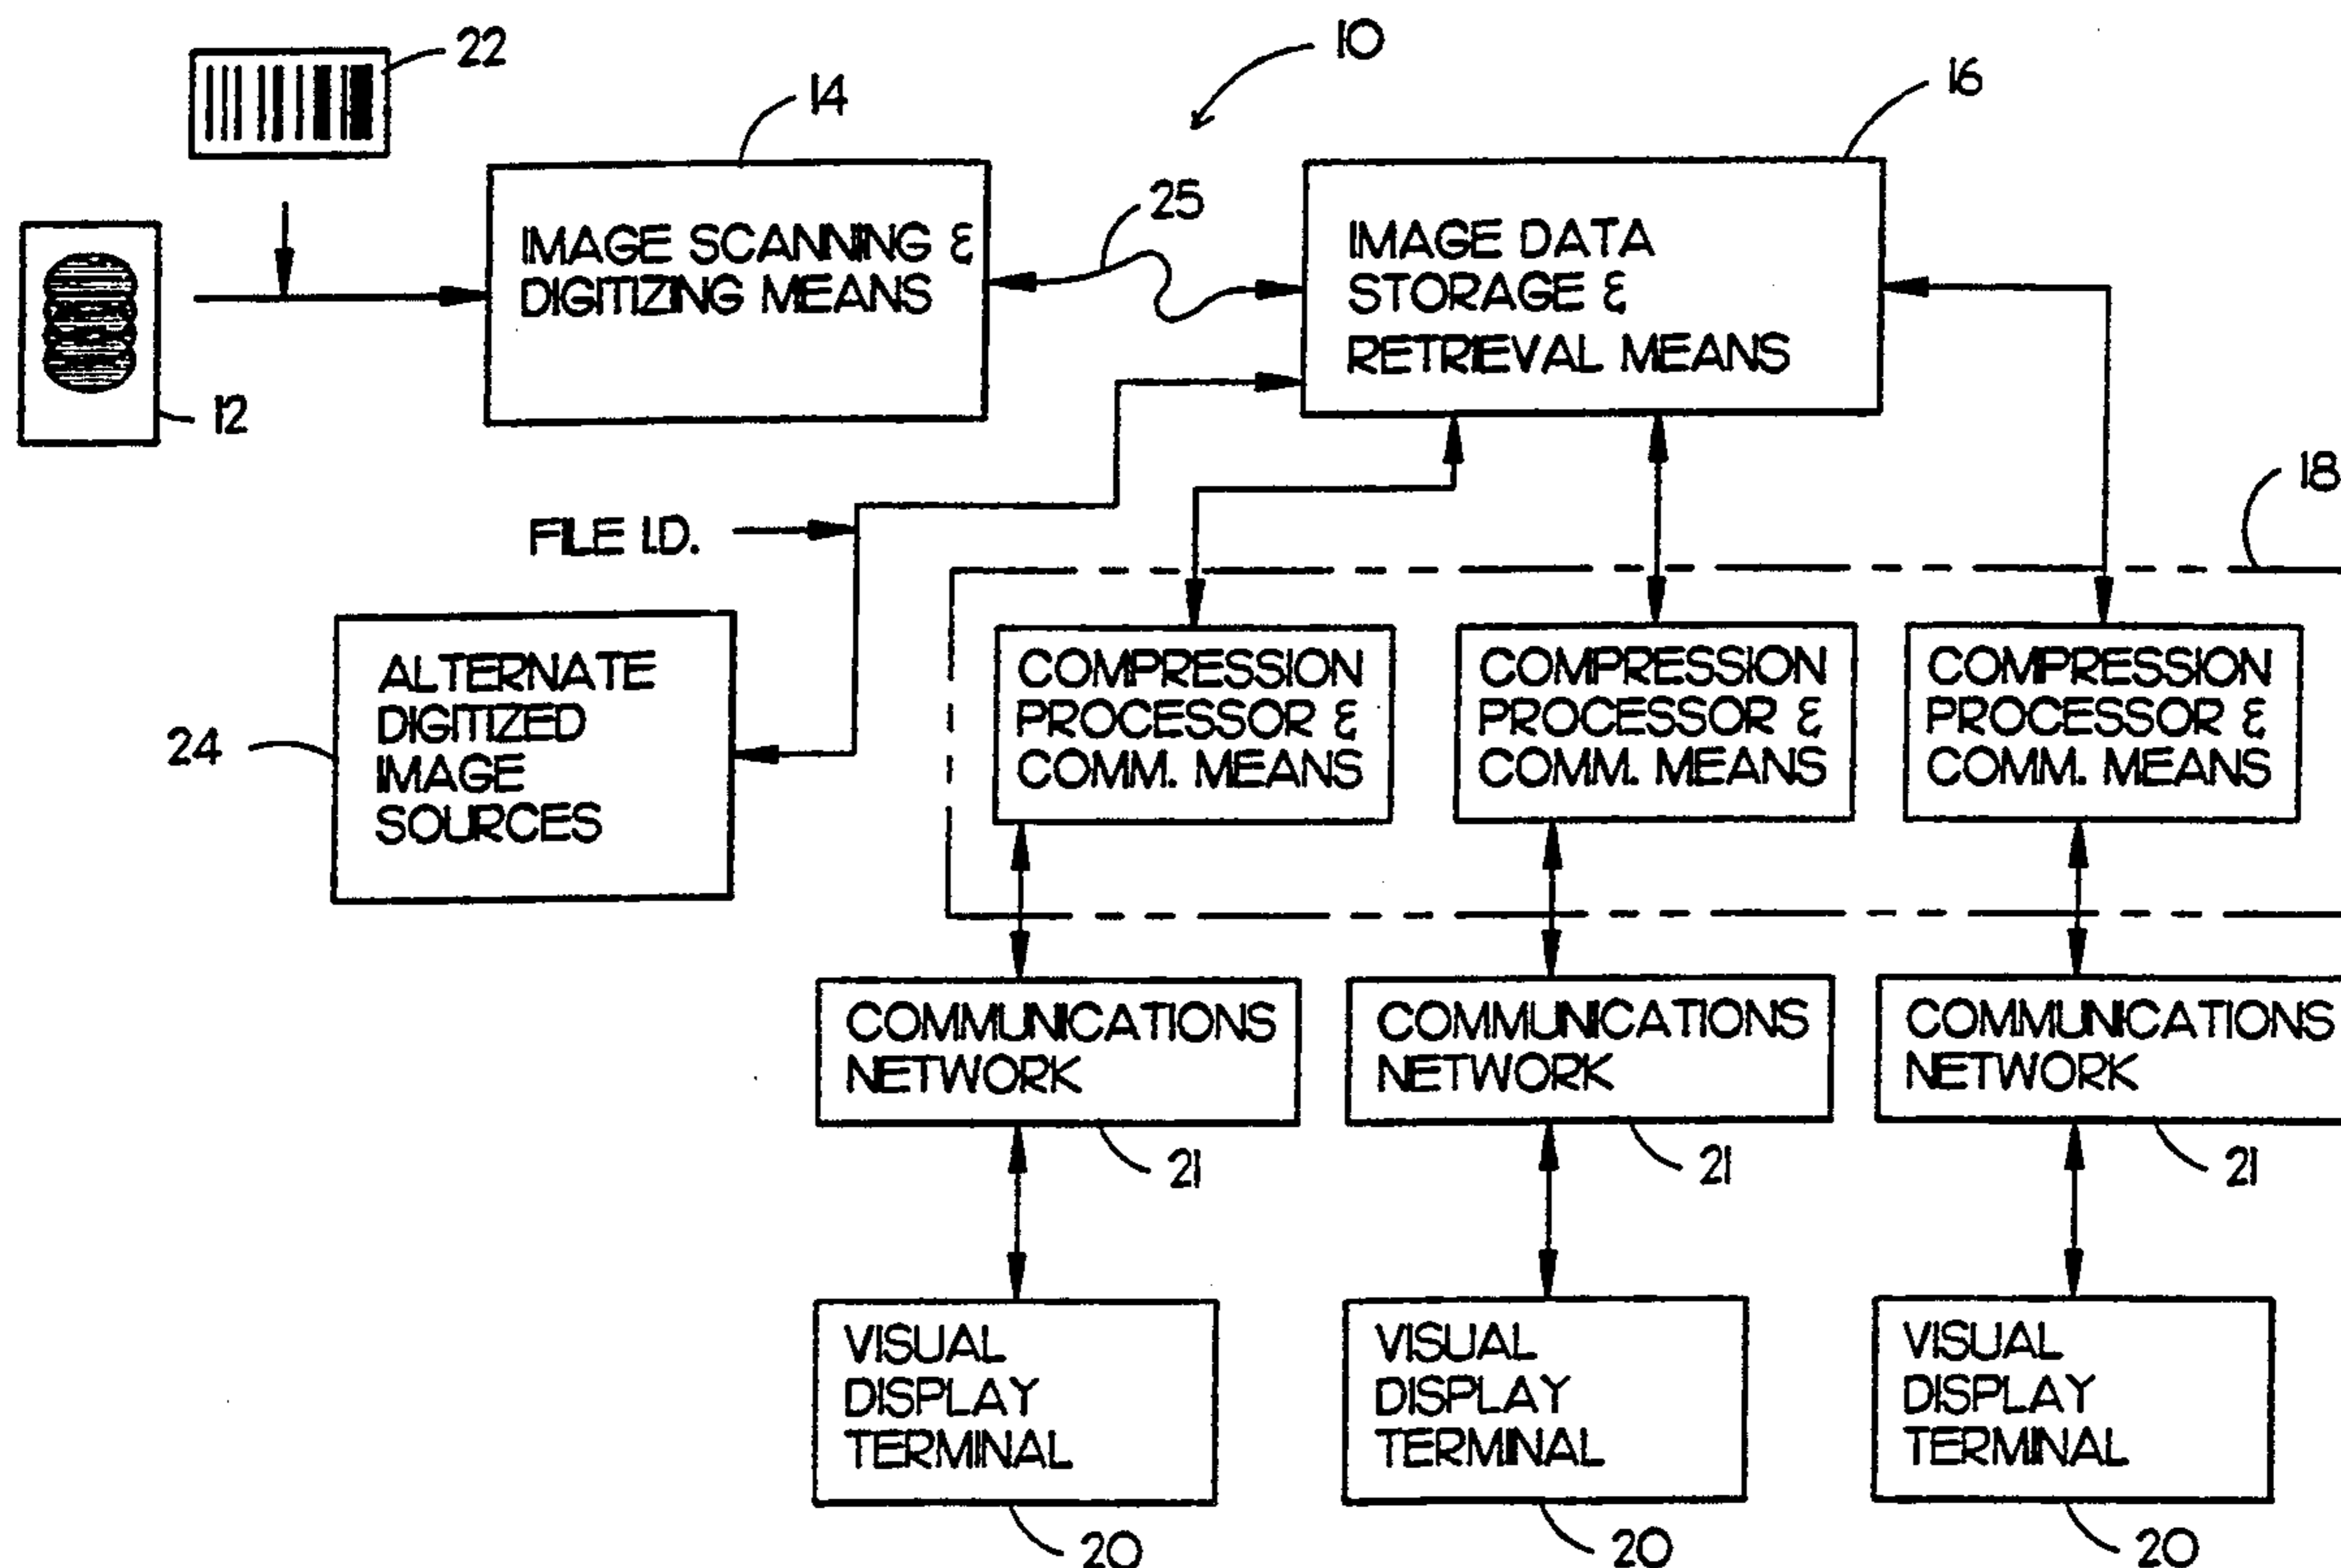 22
10
14
16
IMAGE SCANNING &
DIGITIZING MEANS
25
IMAGE DATA
STORAGE &
RETRIEVAL MEANS
12
18
FILE I.D.
ALTERNATE
DIGITIZED
IMAGE
SOURCES
24
COMPRESSION
PROCESSOR &
COMM. MEANS
COMPRESSION
PROCESSOR &
COMM. MEANS
COMPRESSION
PROCESSOR &
COMM. MEANS
COMMUNICATIONS
NETWORK
21
COMMUNICATIONS
NETWORK
21
COMMUNICATIONS
NETWORK
21
VISUAL
DISPLAY
TERMINAL
20
VISUAL
DISPLAY
TERMINAL
20
VISUAL
DISPLAY
TERMINAL
20